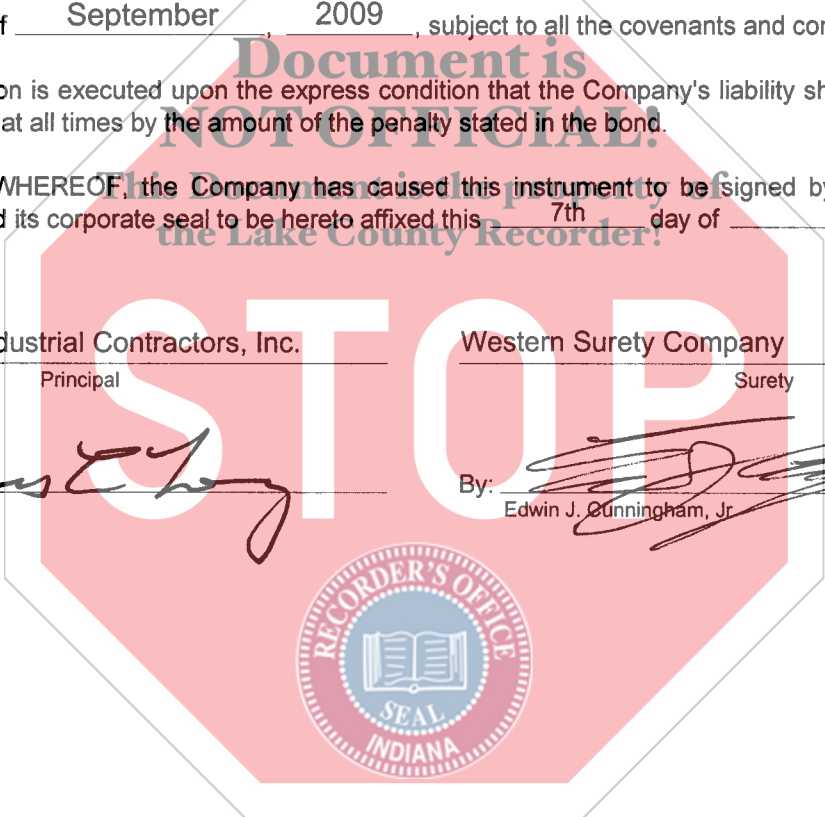 f September, 2009, subject to all the covenants and con
Document is
on is executed upon the express condition that the Company's liability sh
NOT OFFICIAL!
at all times by the amount of the penalty stated in the bond.
WHEREOF, the Company has caused this instrument to be signed by
This Document is the property of
d its corporate seal to be hereto affixed this 7th day of
the Lake County Recorder!
STOP
dustrial Contractors, Inc. Western Surety Company
Principal Surety
By:
Edwin J. Cunningham, Jr
RECORDER'S OFFICE
SEAL
INDIANA